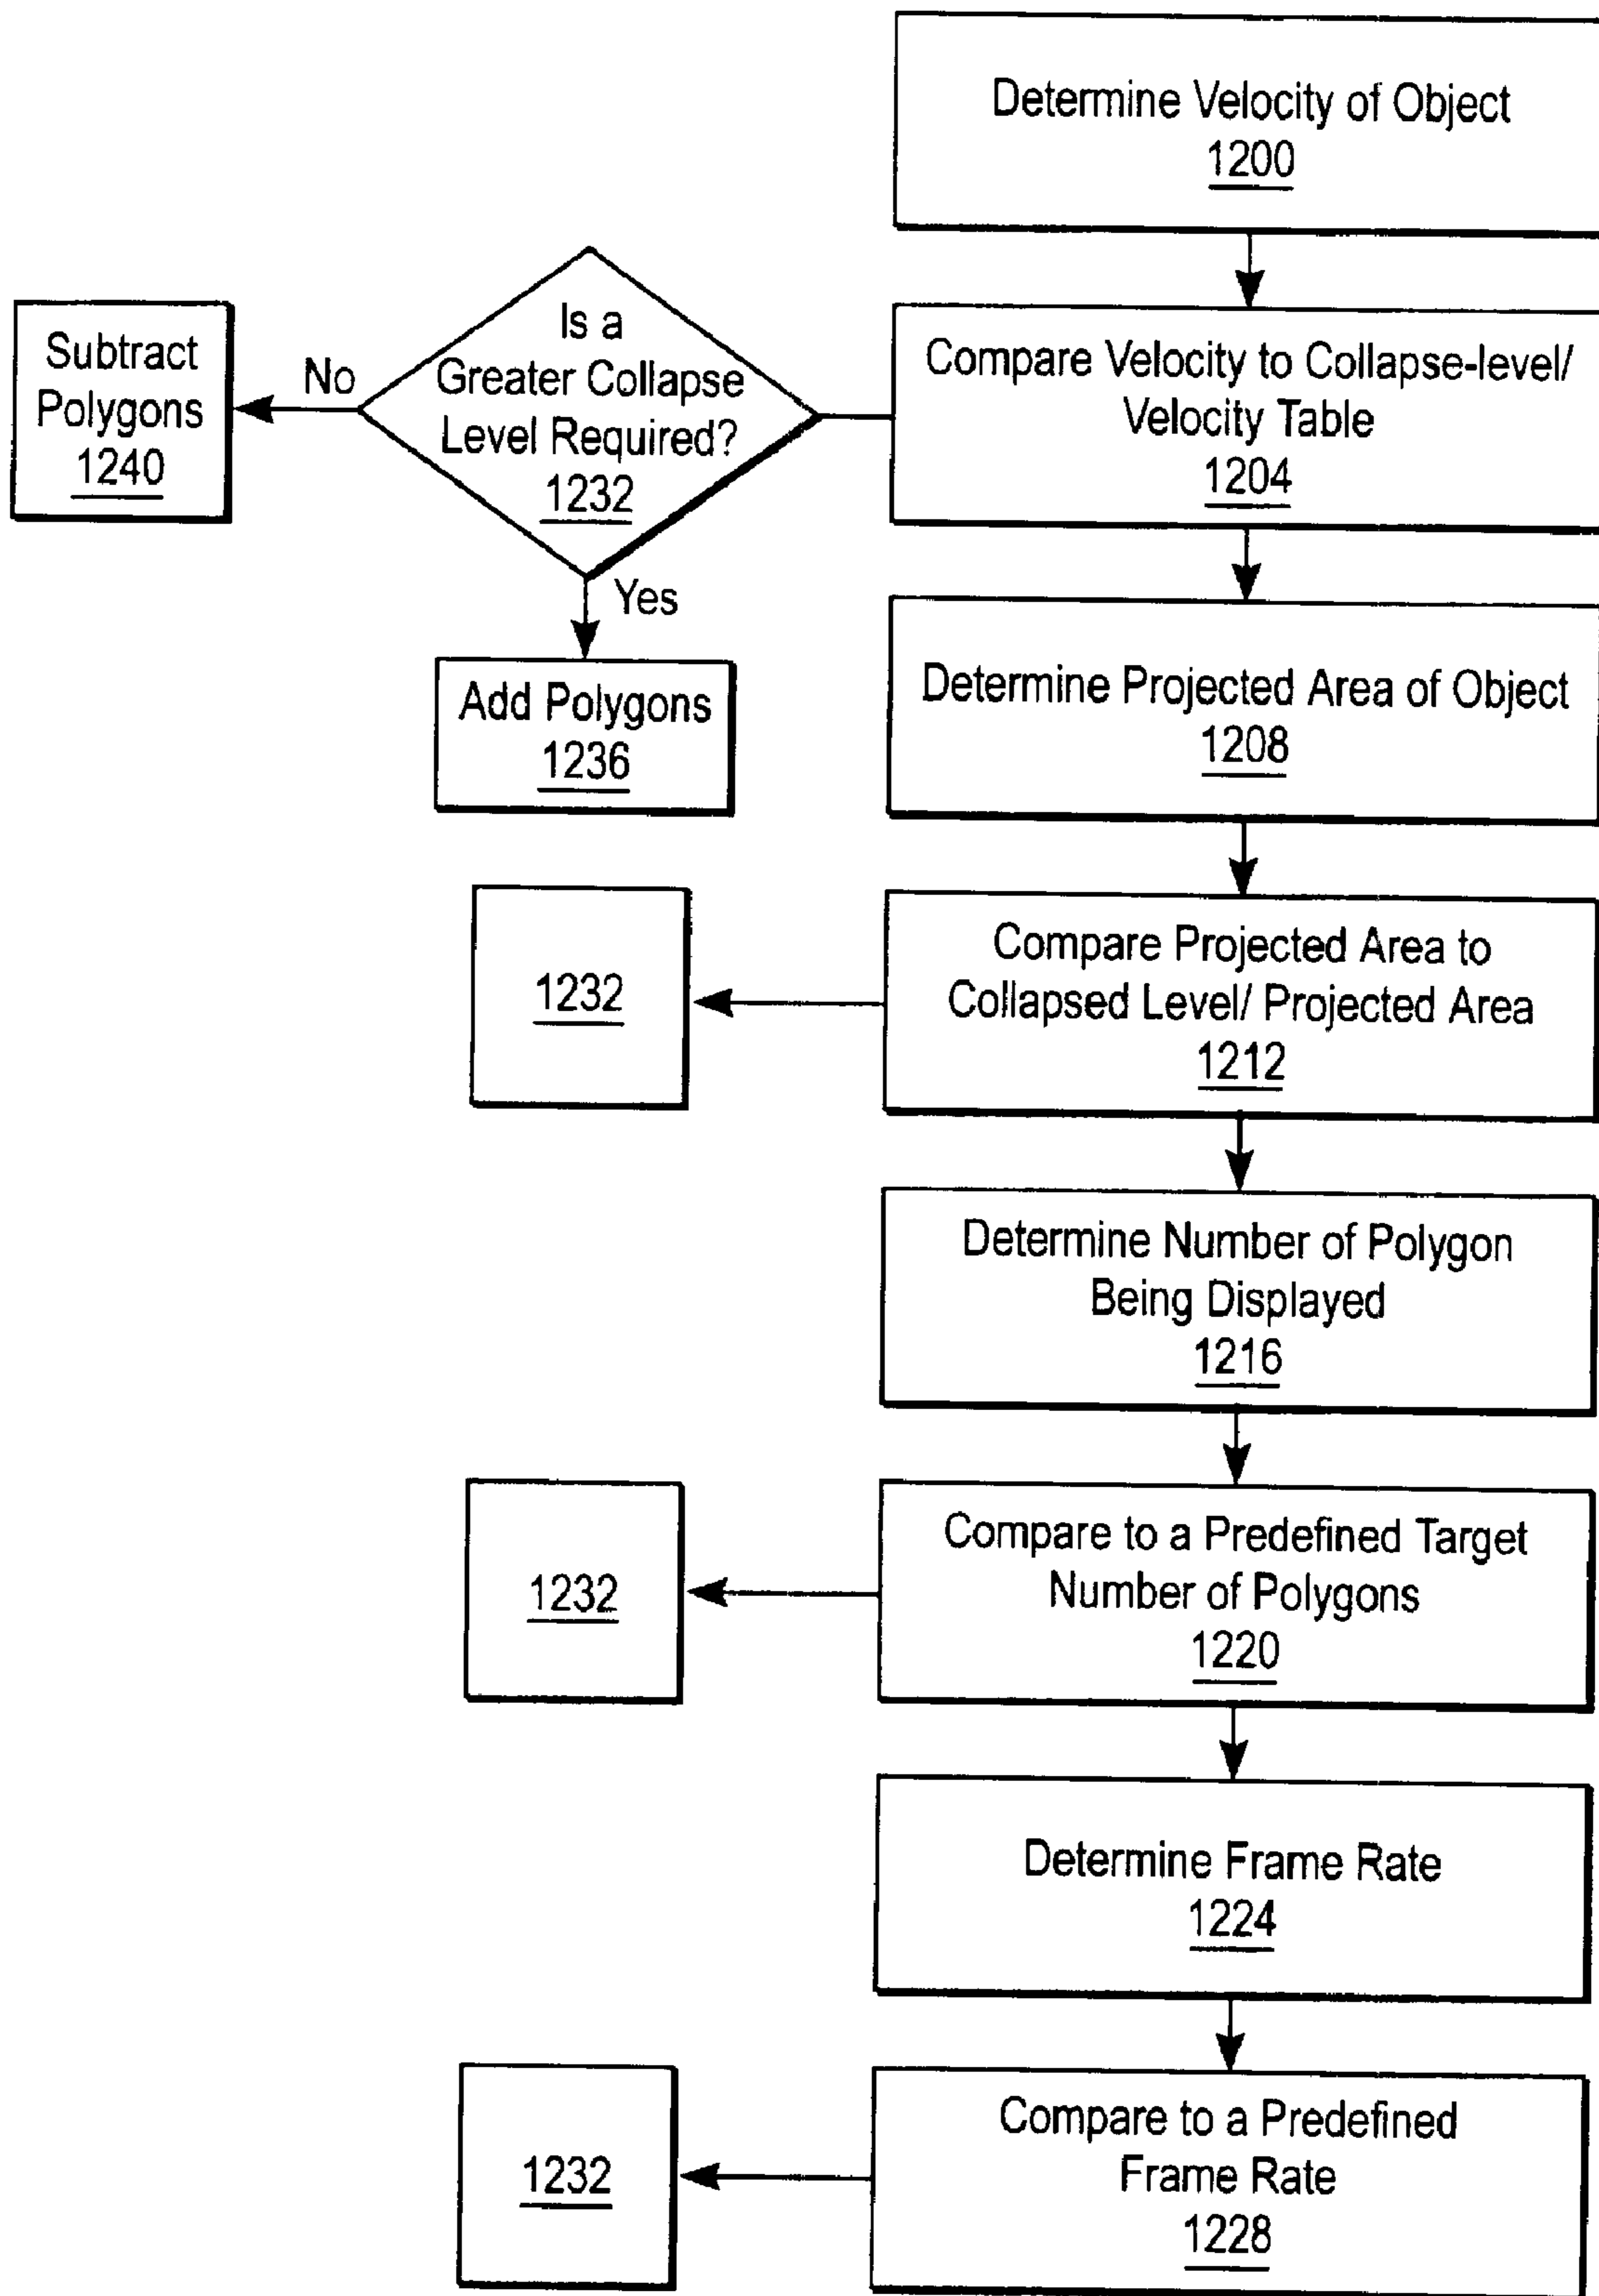 Determine Velocity of Object
1200
Compare Velocity to Collapse-level/
Velocity Table
1204
Is a
Greater Collapse
Level Required?
1232
No
Subtract
Polygons
1240
Yes
Add Polygons
1236
Determine Projected Area of Object
1208
Compare Projected Area to
Collapsed Level/ Projected Area
1212
1232
Determine Number of Polygon
Being Displayed
1216
Compare to a Predefined Target
Number of Polygons
1220
1232
Determine Frame Rate
1224
Compare to a Predefined
Frame Rate
1228
1232